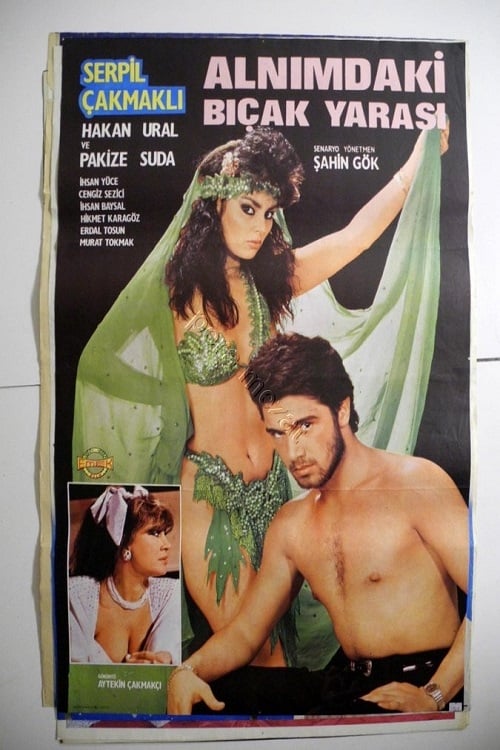 SERPİL
ÇAKMAKLI
HAKAN URAL
VE
PAKİZE SUDA
İHSAN YÜCE
CENGİZ SEZİCİ
İHSAN BAYSAL
HİKMET KARAGÖZ
ERDAL TOSUN
MURAT TOKMAK
ALNIMDAKİ
BIÇAK YARASI
SENARYO YÖNETMEN
ŞAHİN GÖK
GÖRÜNTÜ
AYTEKİN ÇAKMAKÇI